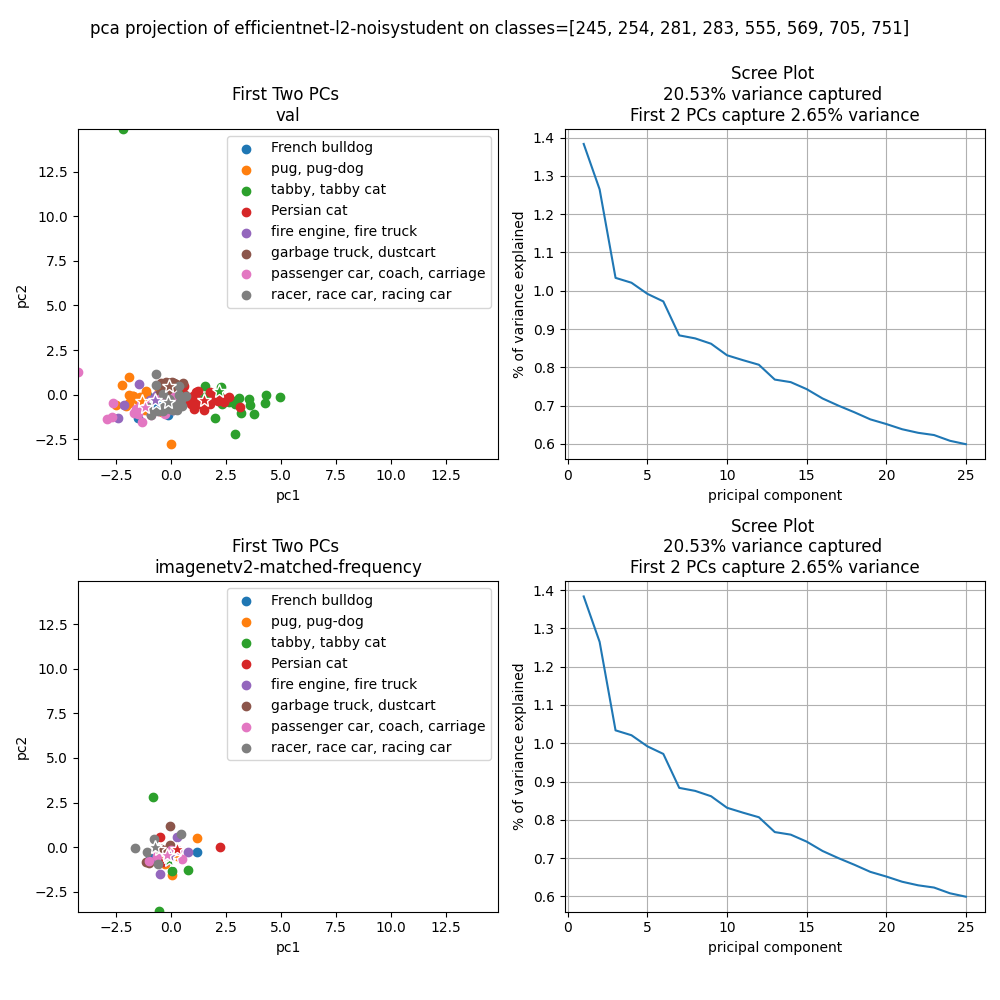 pca projection of efficientnet-l2-noisystudent on classes=[245, 254, 281, 283, 555, 569, 705, 751]
First Two PCs
val
12.5
10.0
7.5
5.0
2.5
0.0
−2.5
pc2
−2.5
0.0
2.5
5.0
7.5
10.0
12.5
pc1
French bulldog
pug, pug-dog
tabby, tabby cat
Persian cat
fire engine, fire truck
garbage truck, dustcart
passenger car, coach, carriage
racer, race car, racing car
Scree Plot
20.53% variance captured
First 2 PCs capture 2.65% variance
1.4
1.3
1.2
1.1
1.0
0.9
0.8
0.7
0.6
% of variance explained
0
5
10
15
20
25
pricipal component
First Two PCs
imagenetv2-matched-frequency
12.5
10.0
7.5
5.0
2.5
0.0
−2.5
pc2
−2.5
0.0
2.5
5.0
7.5
10.0
12.5
pc1
French bulldog
pug, pug-dog
tabby, tabby cat
Persian cat
fire engine, fire truck
garbage truck, dustcart
passenger car, coach, carriage
racer, race car, racing car
Scree Plot
20.53% variance captured
First 2 PCs capture 2.65% variance
1.4
1.3
1.2
1.1
1.0
0.9
0.8
0.7
0.6
% of variance explained
0
5
10
15
20
25
pricipal component